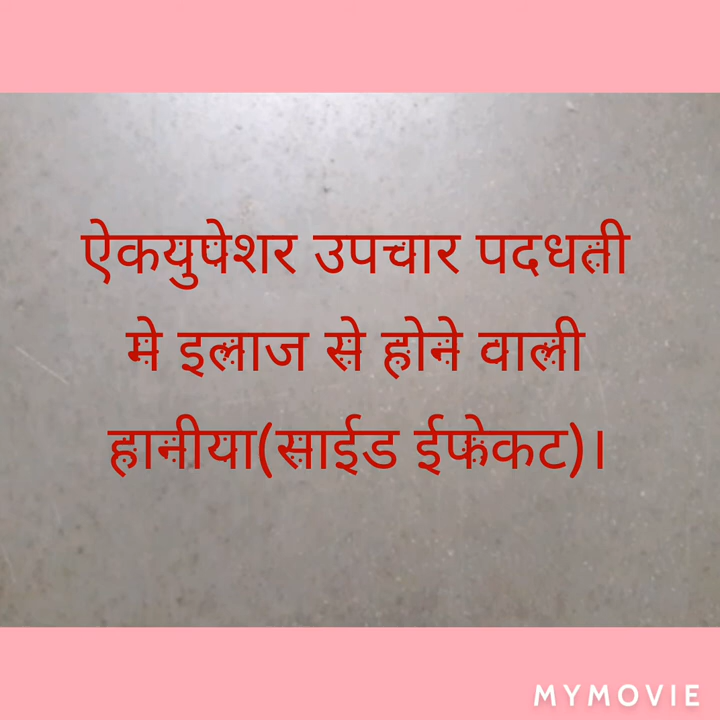 ऐकयुपेशर उपचार पदधती
मे इलाज से होने वाली
हानीया(साईड ईफेकट)।
MYMOVIE